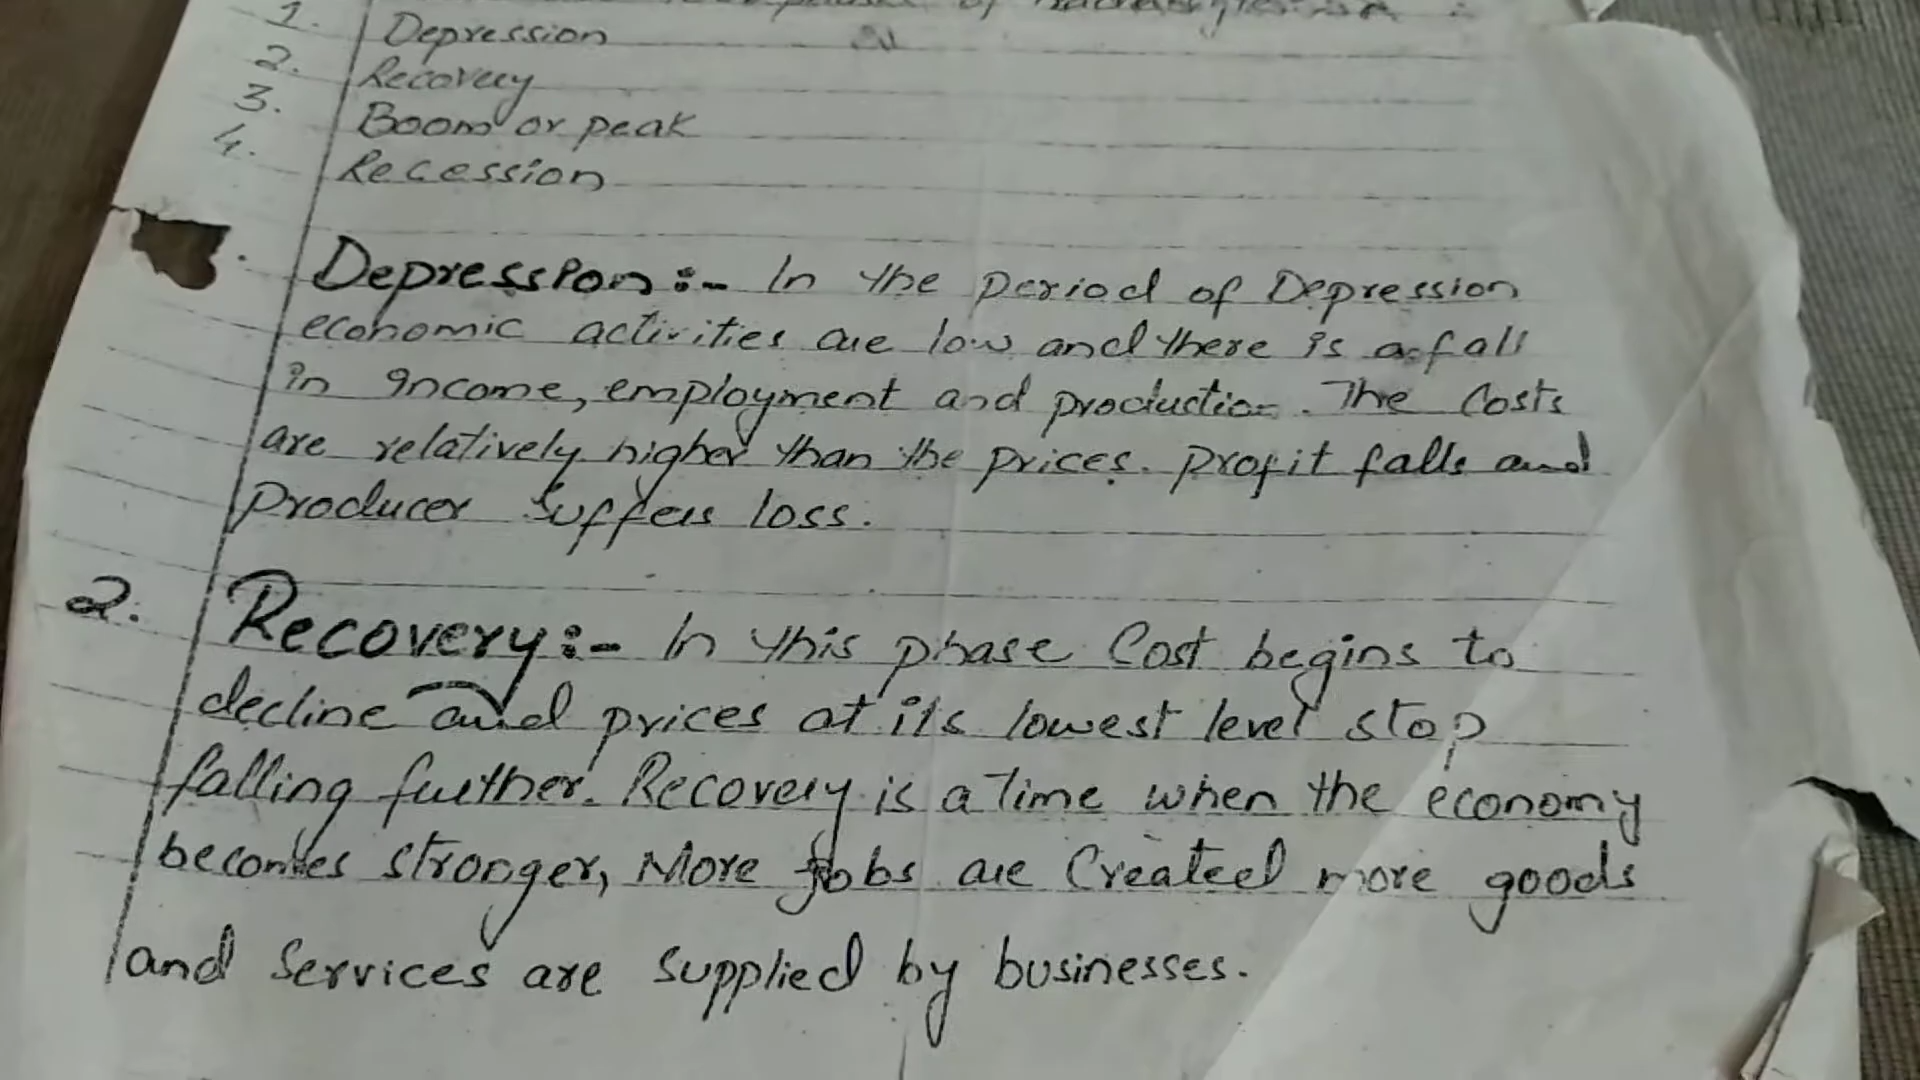 of
1. Depression
2. Recovery
3. Boom or peak
4. Recession
Depression :- In the period of Depression
economic activities are low and there is a fall
in income, employment and production. The Costs
are relatively higher than the prices. Profit falls and
Producer Suffers loss.
2. Recovery :- In this phase Cost begins to
decline and prices at its lowest level stop
falling further. Recovery is a Time when the economy
becomes stronger, More Jobs are Created more goods
and Services are supplied by businesses.